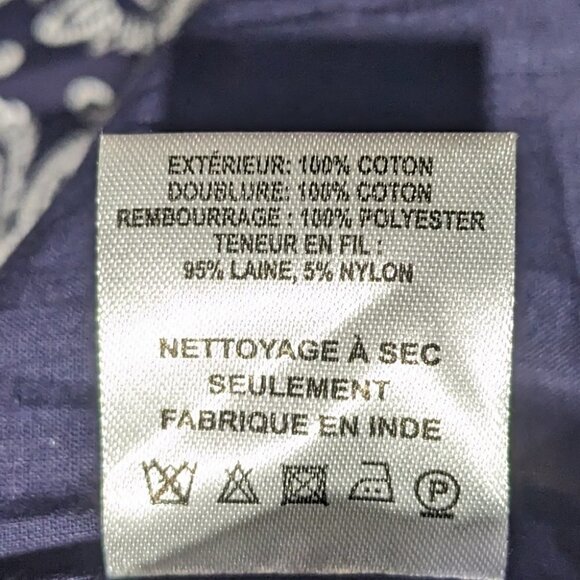 EXTÉRIEUR: 100% COTON
DOUBLURE: 100% COTON
REMBOURRAGE : 100% POLYESTER
TENEUR EN FIL :
95% LAINE, 5% NYLON
NETTOYAGE À SEC
SEULEMENT
FABRIQUE EN INDE
P